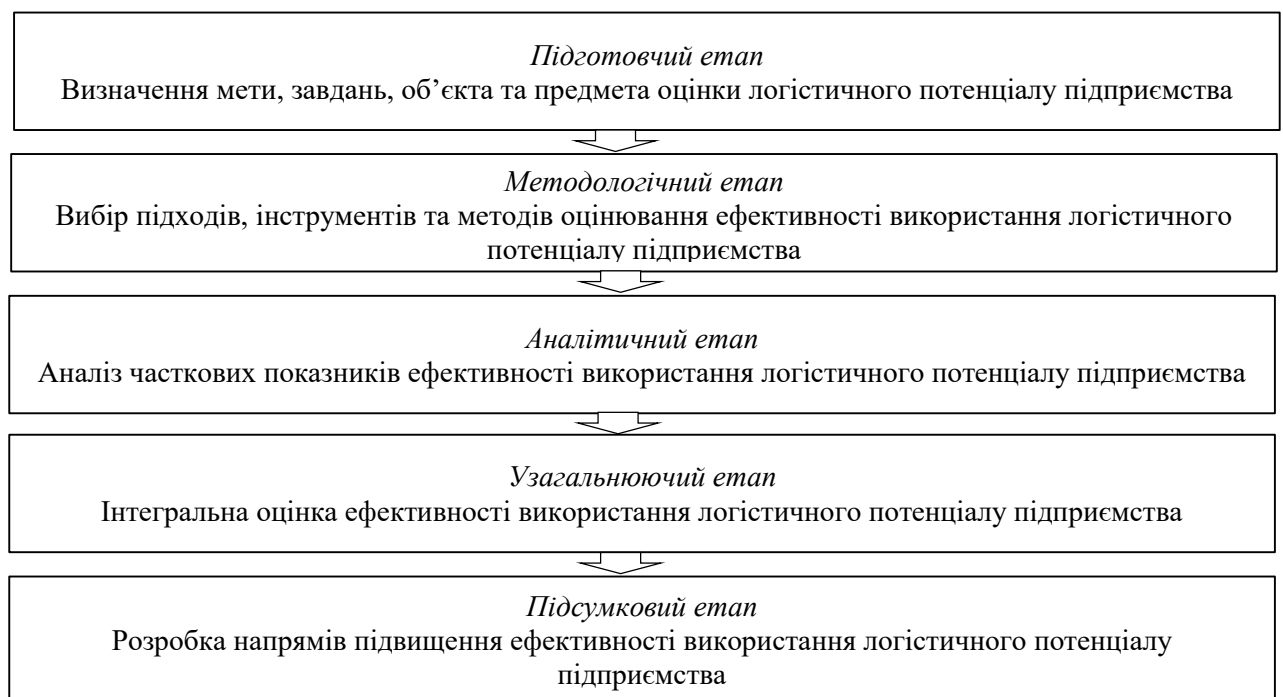 Підготовчий етап
Визначення мети, завдань, об’єкта та предмета оцінки логістичного потенціалу підприємства
Методологічний етап
Вибір підходів, інструментів та методів оцінювання ефективності використання логістичного
потенціалу підприємства
Аналітичний етап
Аналіз часткових показників ефективності використання логістичного потенціалу підприємства
Узагальнюючий етап
Інтегральна оцінка ефективності використання логістичного потенціалу підприємства
Підсумковий етап
Розробка напрямів підвищення ефективності використання логістичного потенціалу
підприємства